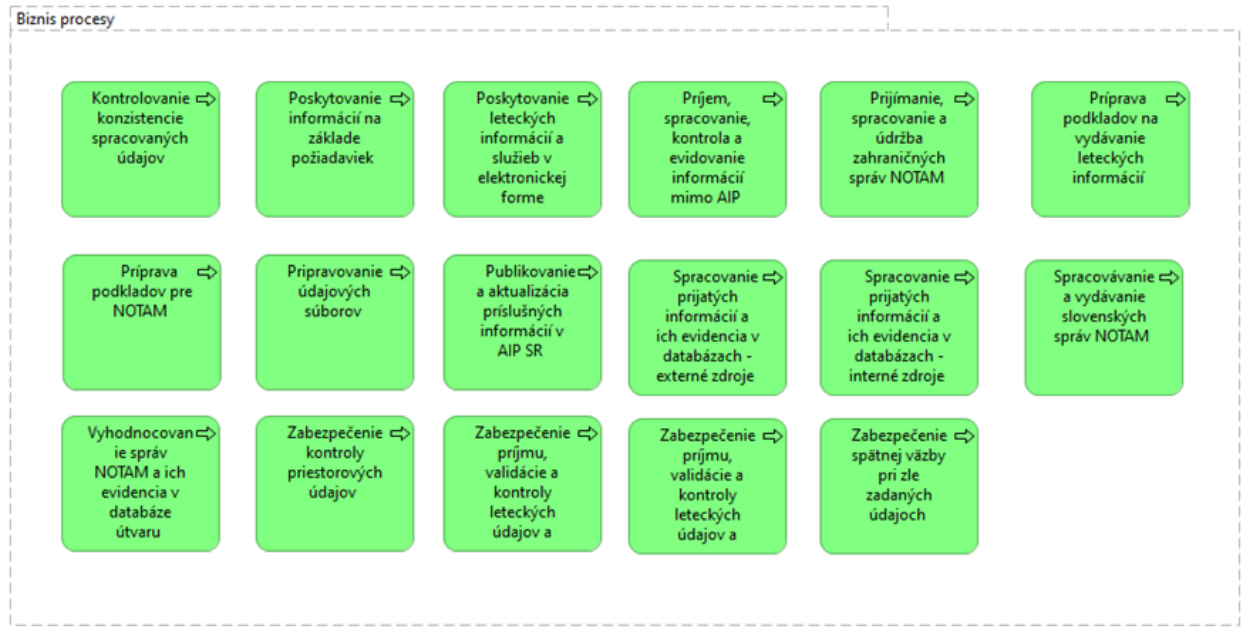 Biznis procesy
Kontrolovanie
konzistencie
spracovaných
údajov
Poskytovanie
informácií na
základe
požiadaviek
Poskytovanie
leteckých
informácií a
služieb v
elektronickej
forme
Príjem,
spracovanie,
kontrola a
evidovanie
informácií
mimo AIP
Prijímanie,
spracovanie a
údržba
zahraničných
správ NOTAM
Príprava
podkladov na
vydávanie
leteckých
informácií
Príprava
podkladov pre
NOTAM
Pripravovanie
údajových
súborov
Publikovanie
a aktualizácia
príslušných
informácií v
AIP SR
Spracovanie
prijatých
informácií a
ich evidencia v
databázach -
externé zdroje
Spracovanie
prijatých
informácií a
ich evidencia v
databázach -
interné zdroje
Spracovávanie
a vydávanie
slovenských
správ NOTAM
Vyhodnocovan
ie správ
NOTAM a ich
evidencia v
databáze
útvaru
Zabezpečenie
kontroly
priestorových
údajov
Zabezpečenie
príjmu,
validácie a
kontroly
leteckých
údajov a
Zabezpečenie
príjmu,
validácie a
kontroly
leteckých
údajov a
Zabezpečenie
spätnej väzby
pri zle
zadaných
údajoch